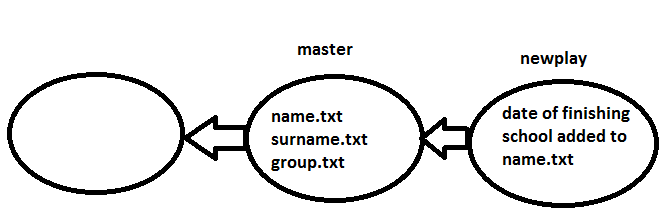 master
name.txt
surname.txt
group.txt
newplay
date of finishing
school added to
name.txt